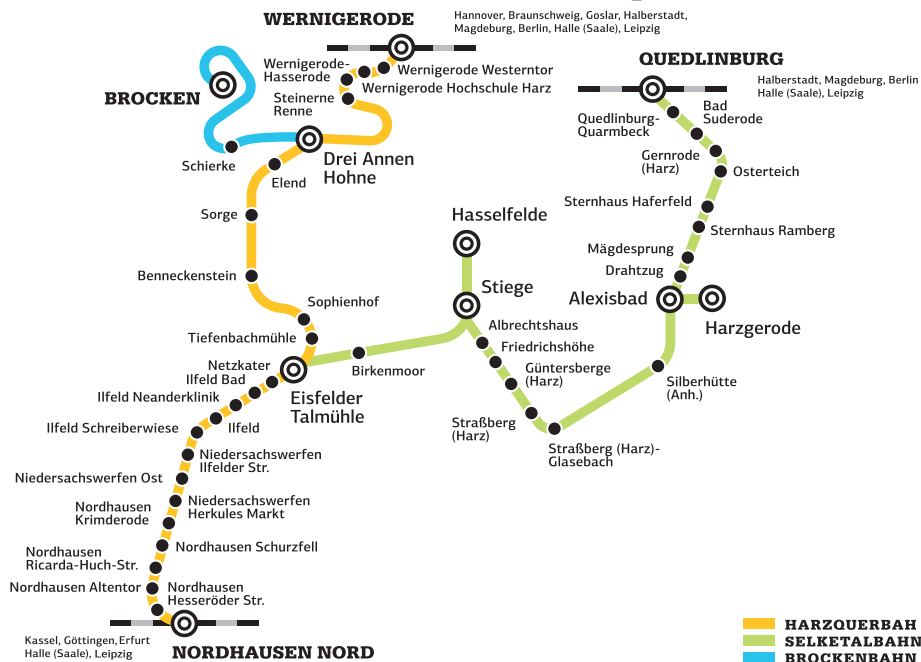 WERNIGERODE
Hannover, Braunschweig, Goslar, Halberstadt,
Magdeburg, Berlin, Halle (Saale), Leipzig
QUEDLINBURG
Halberstadt, Magdeburg, Berlin
Halle (Saale), Leipzig
Wernigerode-
Hasserode
Wernigerode Westerntor
Wernigerode Hochschule Harz
Steinerne
Renne
BROCKEN
Schierke
Drei Annen
Hohne
Elend
Sorge
Benneckenstein
Sophienhof
Tiefenbachmühle
Netzkater
Ilfeld Bad
Ilfeld Neanderklinik
Ilfeld Schreiberwiese
Ilfeld
Eisfelder
Talmühle
Birkenmoor
Hasselfelde
Stiege
Albrechtshaus
Friedrichshöhe
Güntersberge
(Harz)
Straßberg
(Harz)
Straßberg (Harz)-
Glasebach
Silberhütte
(Anh.)
Alexisbad
Harzgerode
Drahtzug
Mägdesprung
Sternhaus Ramberg
Sternhaus Haferfeld
Osterteich
Gernrode
(Harz)
Bad
Suderode
Quedlinburg-
Quarmbeck
Niedersachswerfen
Ilfelder Str.
Niedersachswerfen Ost
Niedersachswerfen
Herkules Markt
Nordhausen
Krimderode
Nordhausen Schurzfell
Nordhausen
Ricarda-Huch-Str.
Nordhausen Altentor
Nordhausen
Hesseröder Str.
Kassel, Göttingen, Erfurt
Halle (Saale), Leipzig
NORDHAUSEN NORD
HARZQUERBAH
SELKETALBAHN
BROCKENBAHN